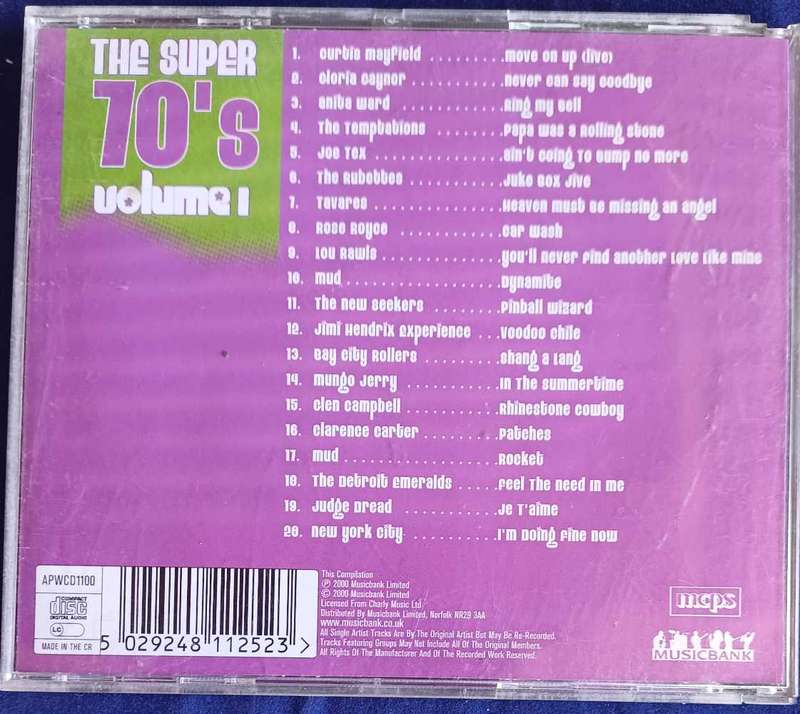 THE SUPER
70's
VOLUME 1
1. Curtis Mayfield . . . . . . . . . Move on up (live)
2. Gloria Gaynor . . . . . . . . . . . Never can say goodbye
3. Anita Ward . . . . . . . . . . . . . Ring my bell
4. The Temptations . . . . . . . . Papa was a Rolling stone
5. Joe Tex . . . . . . . . . . . . . . . . Ain't going to bump no more
6. The Rubettes . . . . . . . . . . . . Juke Box Jive
7. Tavares . . . . . . . . . . . . . . . . Heaven must be missing an angel
8. Rose Royce . . . . . . . . . . . . . Car wash
9. Lou Rawls . . . . . . . . . . . . . . You'll never find another love like mine
10. Mud . . . . . . . . . . . . . . . . . . . Dynamite
11. The New Seekers . . . . . . . . . Pinball wizard
12. Jimi Hendrix Experience . . . Voodoo Chile
13. Bay City Rollers . . . . . . . . . Shang a Lang
14. Mungo Jerry . . . . . . . . . . . . In the summertime
15. Glen Campbell . . . . . . . . . . . Rhinestone cowboy
16. Clarence Carter . . . . . . . . . . Patches
17. Mud . . . . . . . . . . . . . . . . . . . Rocket
18. The Detroit Emeralds . . . . . Feel the need in me
19. Judge Dread . . . . . . . . . . . . Je T'aime
20. New York City . . . . . . . . . . . I'm doing fine now
APWCD1100
COMPACT
disc
DIGITAL AUDIO
LC
MADE IN THE CR
5 029248 112523 >
This Compilation
℗ 2000 Musicbank Limited
© 2000 Musicbank Limited
Licensed From Charly Music Ltd
Distributed By Musicbank Limited, Norfolk NR29 3AA
www.musicbank.co.uk
All Single Artist Tracks Are By The Original Artist But May Be Re-Recorded.
Tracks Featuring Groups May Not Include All Of The Original Members.
All Rights Of The Manufacturer And Of The Recorded Work Reserved.
mcps
MUSICBANK